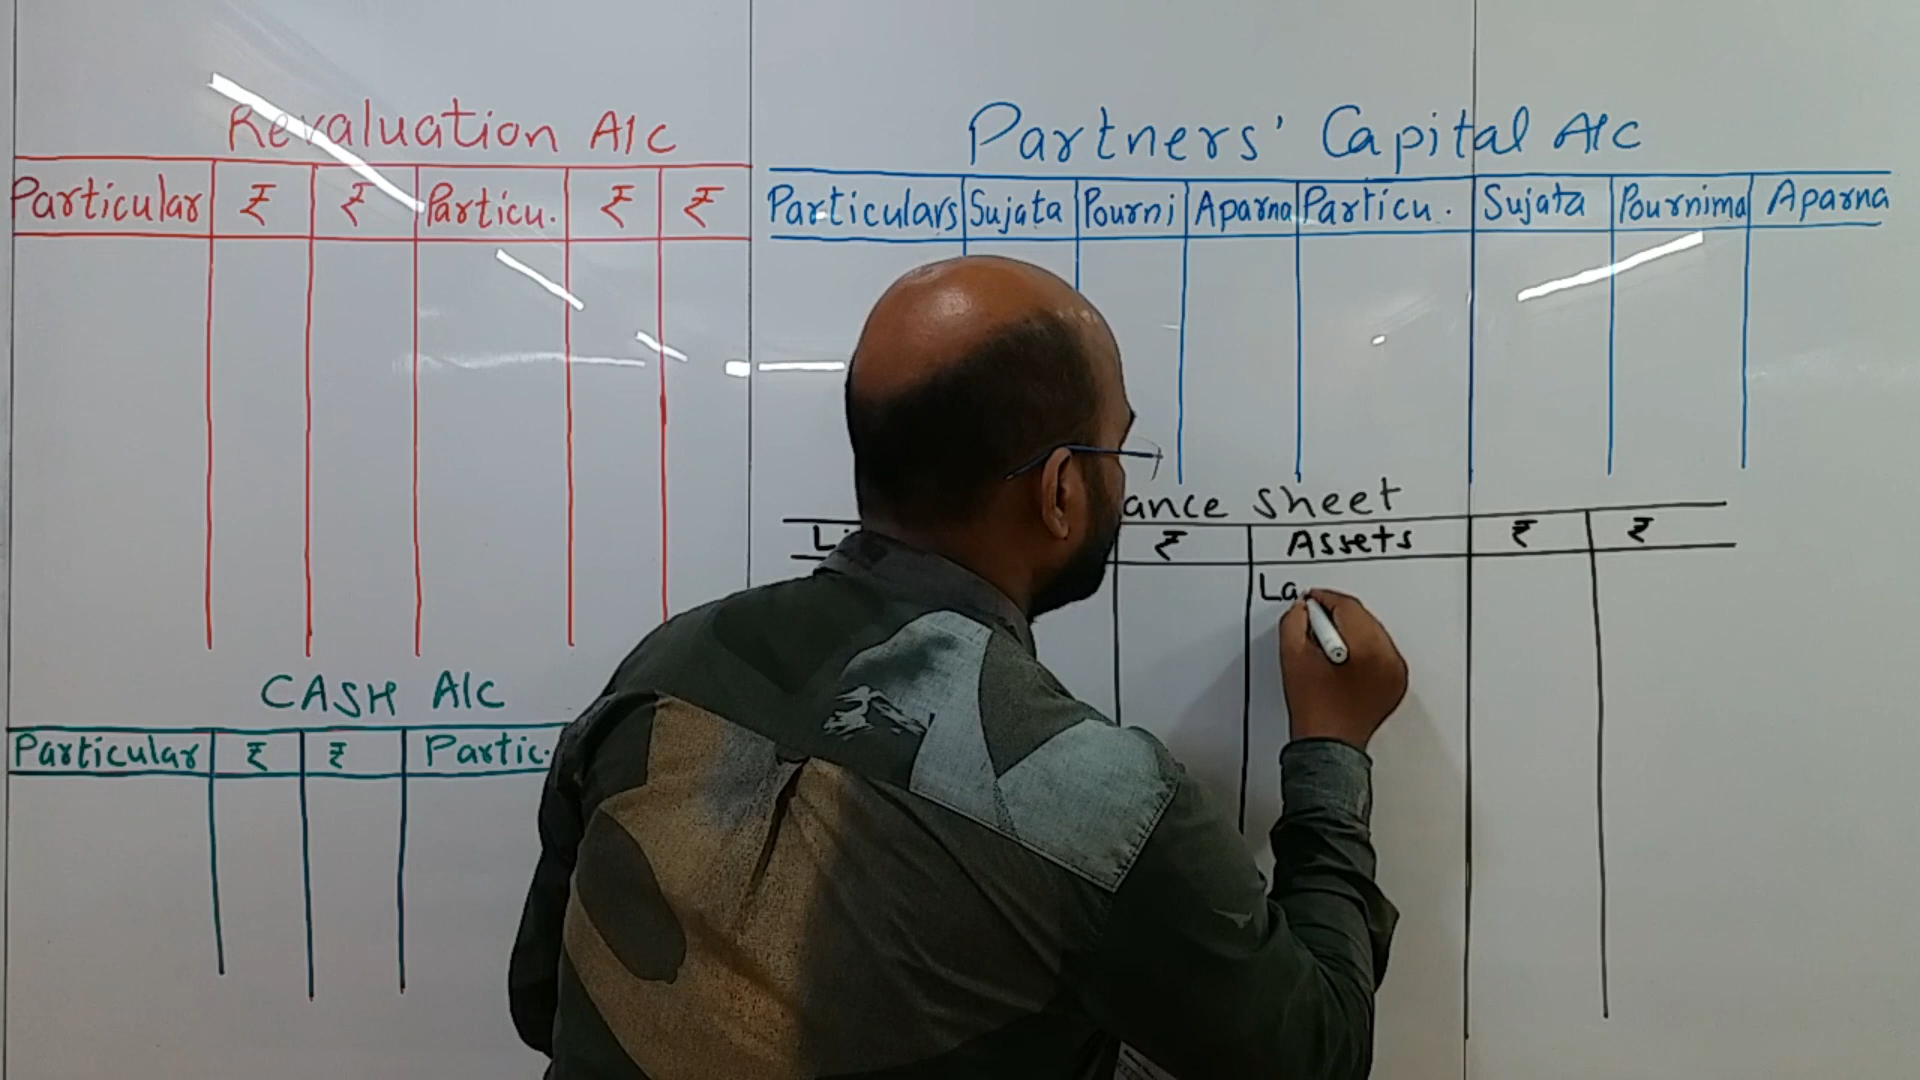 Revaluation A/c
Particular ₹ ₹ Particu. ₹ ₹
Partners' Capital A/c
Particulars Sujata Pourni Aparna Particu. Sujata Pournima Aparna
ance Sheet
₹ Assets ₹ ₹
La
CASH A/c
Particular ₹ ₹ Partic.